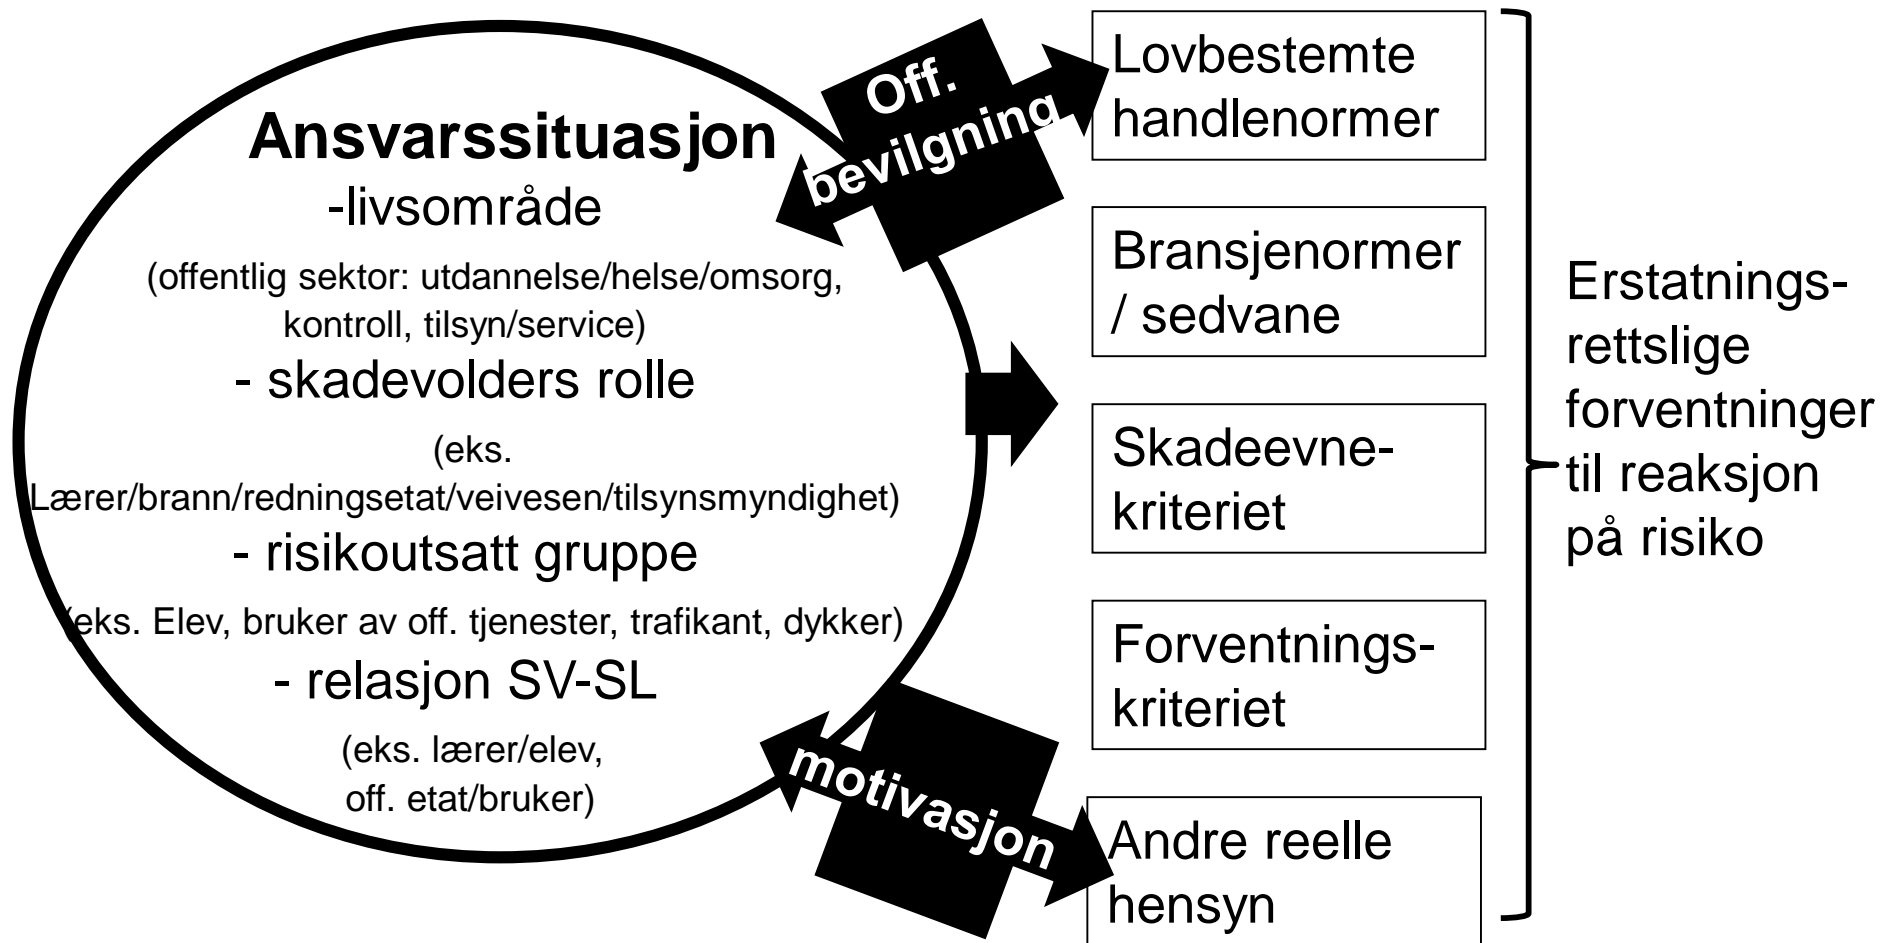 Ansvarssituasjon
-livsområde
(offentlig sektor: utdannelse/helse/omsorg,
kontroll, tilsyn/service)
- skadevolders rolle
(eks.
Lærer/brann/redningsetat/veivesen/tilsynsmyndighet)
- risikoutsatt gruppe
(eks. Elev, bruker av off. tjenester, trafikant, dykker)
- relasjon SV-SL
(eks. lærer/elev,
off. etat/bruker)
Off.
bevilgning
motivasjon
Lovbestemte
handlenormer
Bransjenormer
/ sedvane
Skadeevne-
kriteriet
Forventnings-
kriteriet
Andre reelle
hensyn
Erstatnings-
rettslige
forventninger
til reaksjon
på risiko